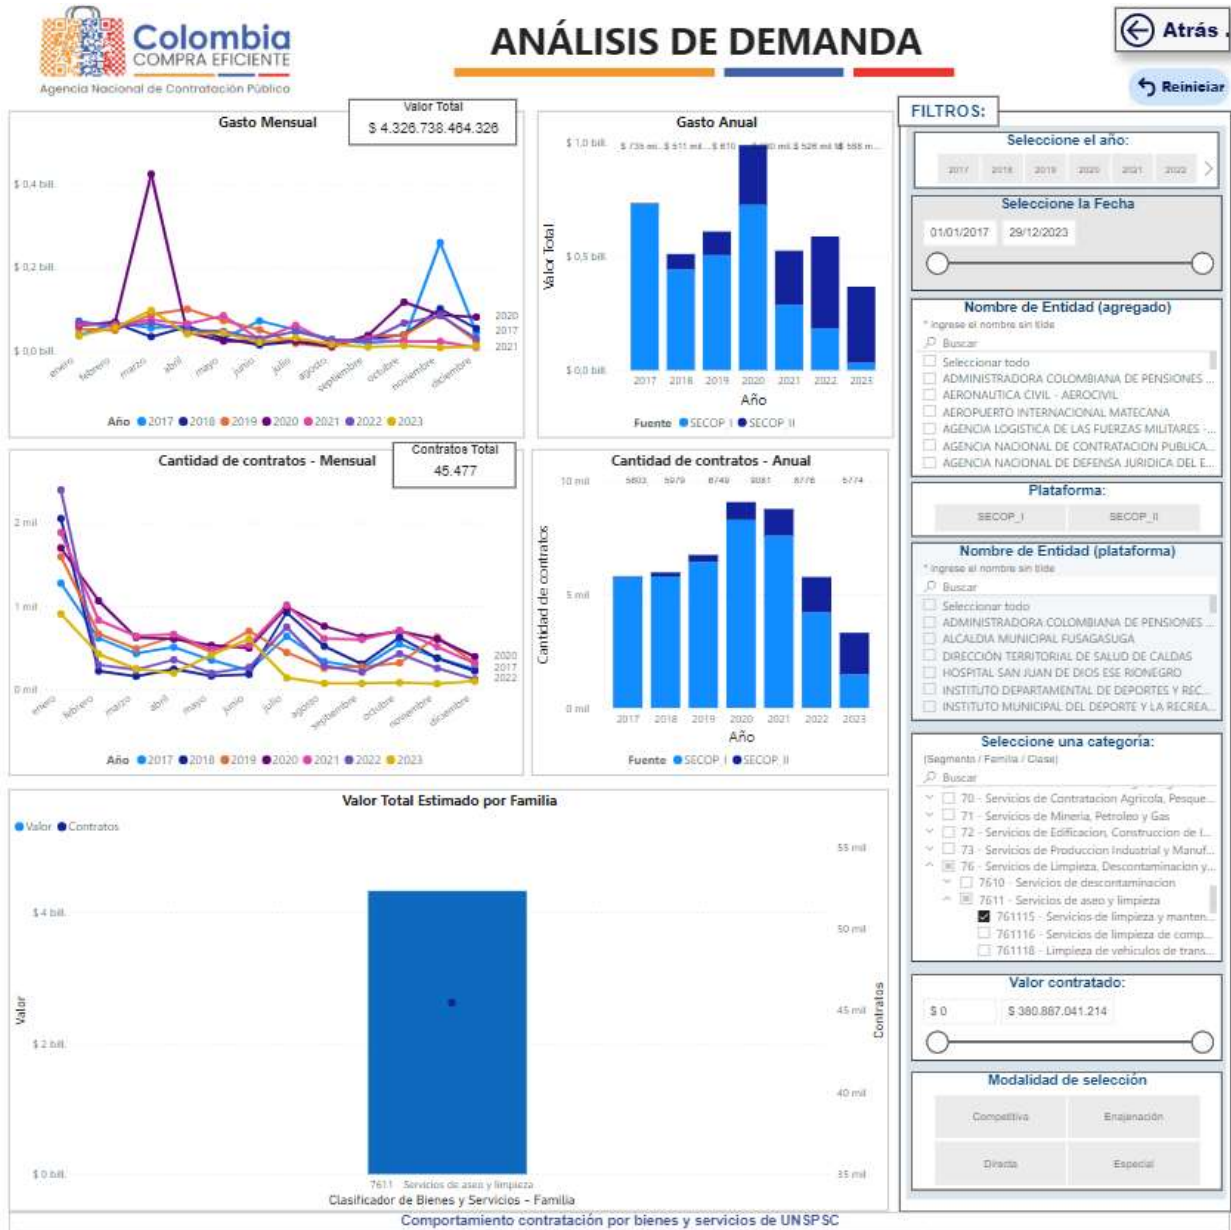 Colombia
COMPRA EFICIENTE
Agencia Nacional de Contratación Pública
ANÁLISIS DE DEMANDA
Atrás .
Reiniciar
Gasto Mensual
Valor Total
$ 4.326.738.464.326
$ 0,4 bill.
$ 0,2 bill.
$ 0,0 bill.
enero
febrero
marzo
abril
mayo
junio
julio
agosto
septiembre
octubre
noviembre
diciembre
2020
2017
2021
Año 2017 2018 2019 2020 2021 2022 2023
Gasto Anual
$ 1,0 bill.
$ 0,5 bill.
$ 0,0 bill.
Valor Total
$ 735 mi... $ 511 mil... $ 610 mil. $ 526 mil $ 588 m...
2017 2018 2019 2020 2021 2022 2023
Año
Fuente SECOP I SECOP II
Cantidad de contratos - Mensual
Contratos Total
45.477
2 mil
1 mil
0 mil
enero
febrero
marzo
abril
mayo
junio
julio
agosto
septiembre
octubre
noviembre
diciembre
2020
2017
2022
Año 2017 2018 2019 2020 2021 2022 2023
Cantidad de contratos - Anual
10 mil
5 mil
0 mil
Cantidad de contratos
5803 5979 6749 9081 8776 5774
2017 2018 2019 2020 2021 2022 2023
Año
Fuente SECOP I SECOP II
Valor Total Estimado por Familia
Valor Contratos
$ 4 bill.
$ 2 bill.
$ 0 bill.
Valor
55 mil
50 mil
45 mil
40 mil
35 mil
Contratos
7611 - Servicios de aseo y limpieza
Clasificador de Bienes y Servicios - Familia
FILTROS:
Seleccione el año:
2017 2018 2019 2020 2021 2022
Seleccione la Fecha
01/01/2017 29/12/2023
Nombre de Entidad (agregado)
* Ingrese el nombre sin tilde
Buscar
Seleccionar todo
ADMINISTRADORA COLOMBIANA DE PENSIONES ...
AERONAUTICA CIVIL - AEROCIVIL
AEROPUERTO INTERNACIONAL MATECANA
AGENCIA LOGISTICA DE LAS FUERZAS MILITARES -...
AGENCIA NACIONAL DE CONTRATACION PUBLICA...
AGENCIA NACIONAL DE DEFENSA JURIDICA DEL E...
Plataforma:
SECOP_I SECOP_II
Nombre de Entidad (plataforma)
* Ingrese el nombre sin tilde
Buscar
Seleccionar todo
ADMINISTRADORA COLOMBIANA DE PENSIONES ...
ALCALDIA MUNICIPAL FUSAGASUGA
DIRECCIÓN TERRITORIAL DE SALUD DE CALDAS
HOSPITAL SAN JUAN DE DIOS ESE RIONEGRO
INSTITUTO DEPARTAMENTAL DE DEPORTES Y REC...
INSTITUTO MUNICIPAL DEL DEPORTE Y LA RECREA...
Seleccione una categoría:
(Segmento / Familia / Clase)
Buscar
70 - Servicios de Contratacion Agricola, Pesque...
71 - Servicios de Mineria, Petroleo y Gas
72 - Servicios de Edificacion, Construccion de I...
73 - Servicios de Produccion Industrial y Manuf...
76 - Servicios de Limpieza, Descontaminacion y...
7610 - Servicios de descontaminacion
7611 - Servicios de aseo y limpieza
761115 - Servicios de limpieza y manten...
761116 - Servicios de limpieza de comp...
761118 - Limpieza de vehiculos de trans...
Valor contratado:
$ 0 $ 380.887.041.214
Modalidad de selección
Competitiva Enajenación
Directa Especial
Comportamiento contratación por bienes y servicios de UNSPSC